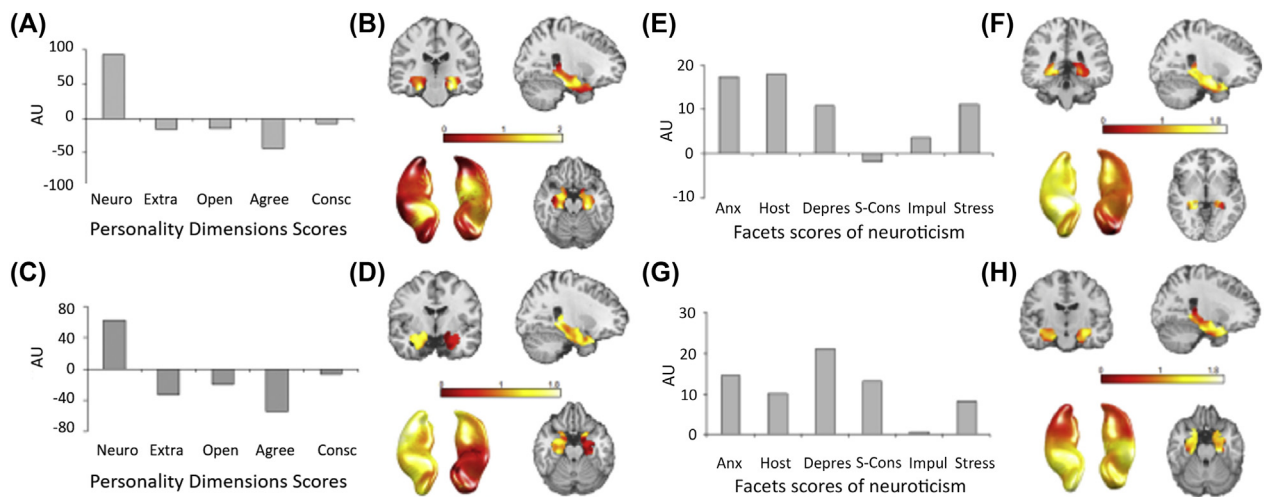 (A)
100
50
0
-50
-100
AU
Neuro Extra Open Agree Consc
Personality Dimensions Scores
(B)
0 1 2
(E)
20
10
0
-10
AU
Anx Host Depres S-Cons Impul Stress
Facets scores of neuroticism
(F)
0 1 1.8
(C)
80
40
0
-40
-80
AU
Neuro Extra Open Agree Consc
Personality Dimensions Scores
(D)
0 1.0
(G)
30
20
10
0
AU
Anx Host Depres S-Cons Impul Stress
Facets scores of neuroticism
(H)
0 1 1.8